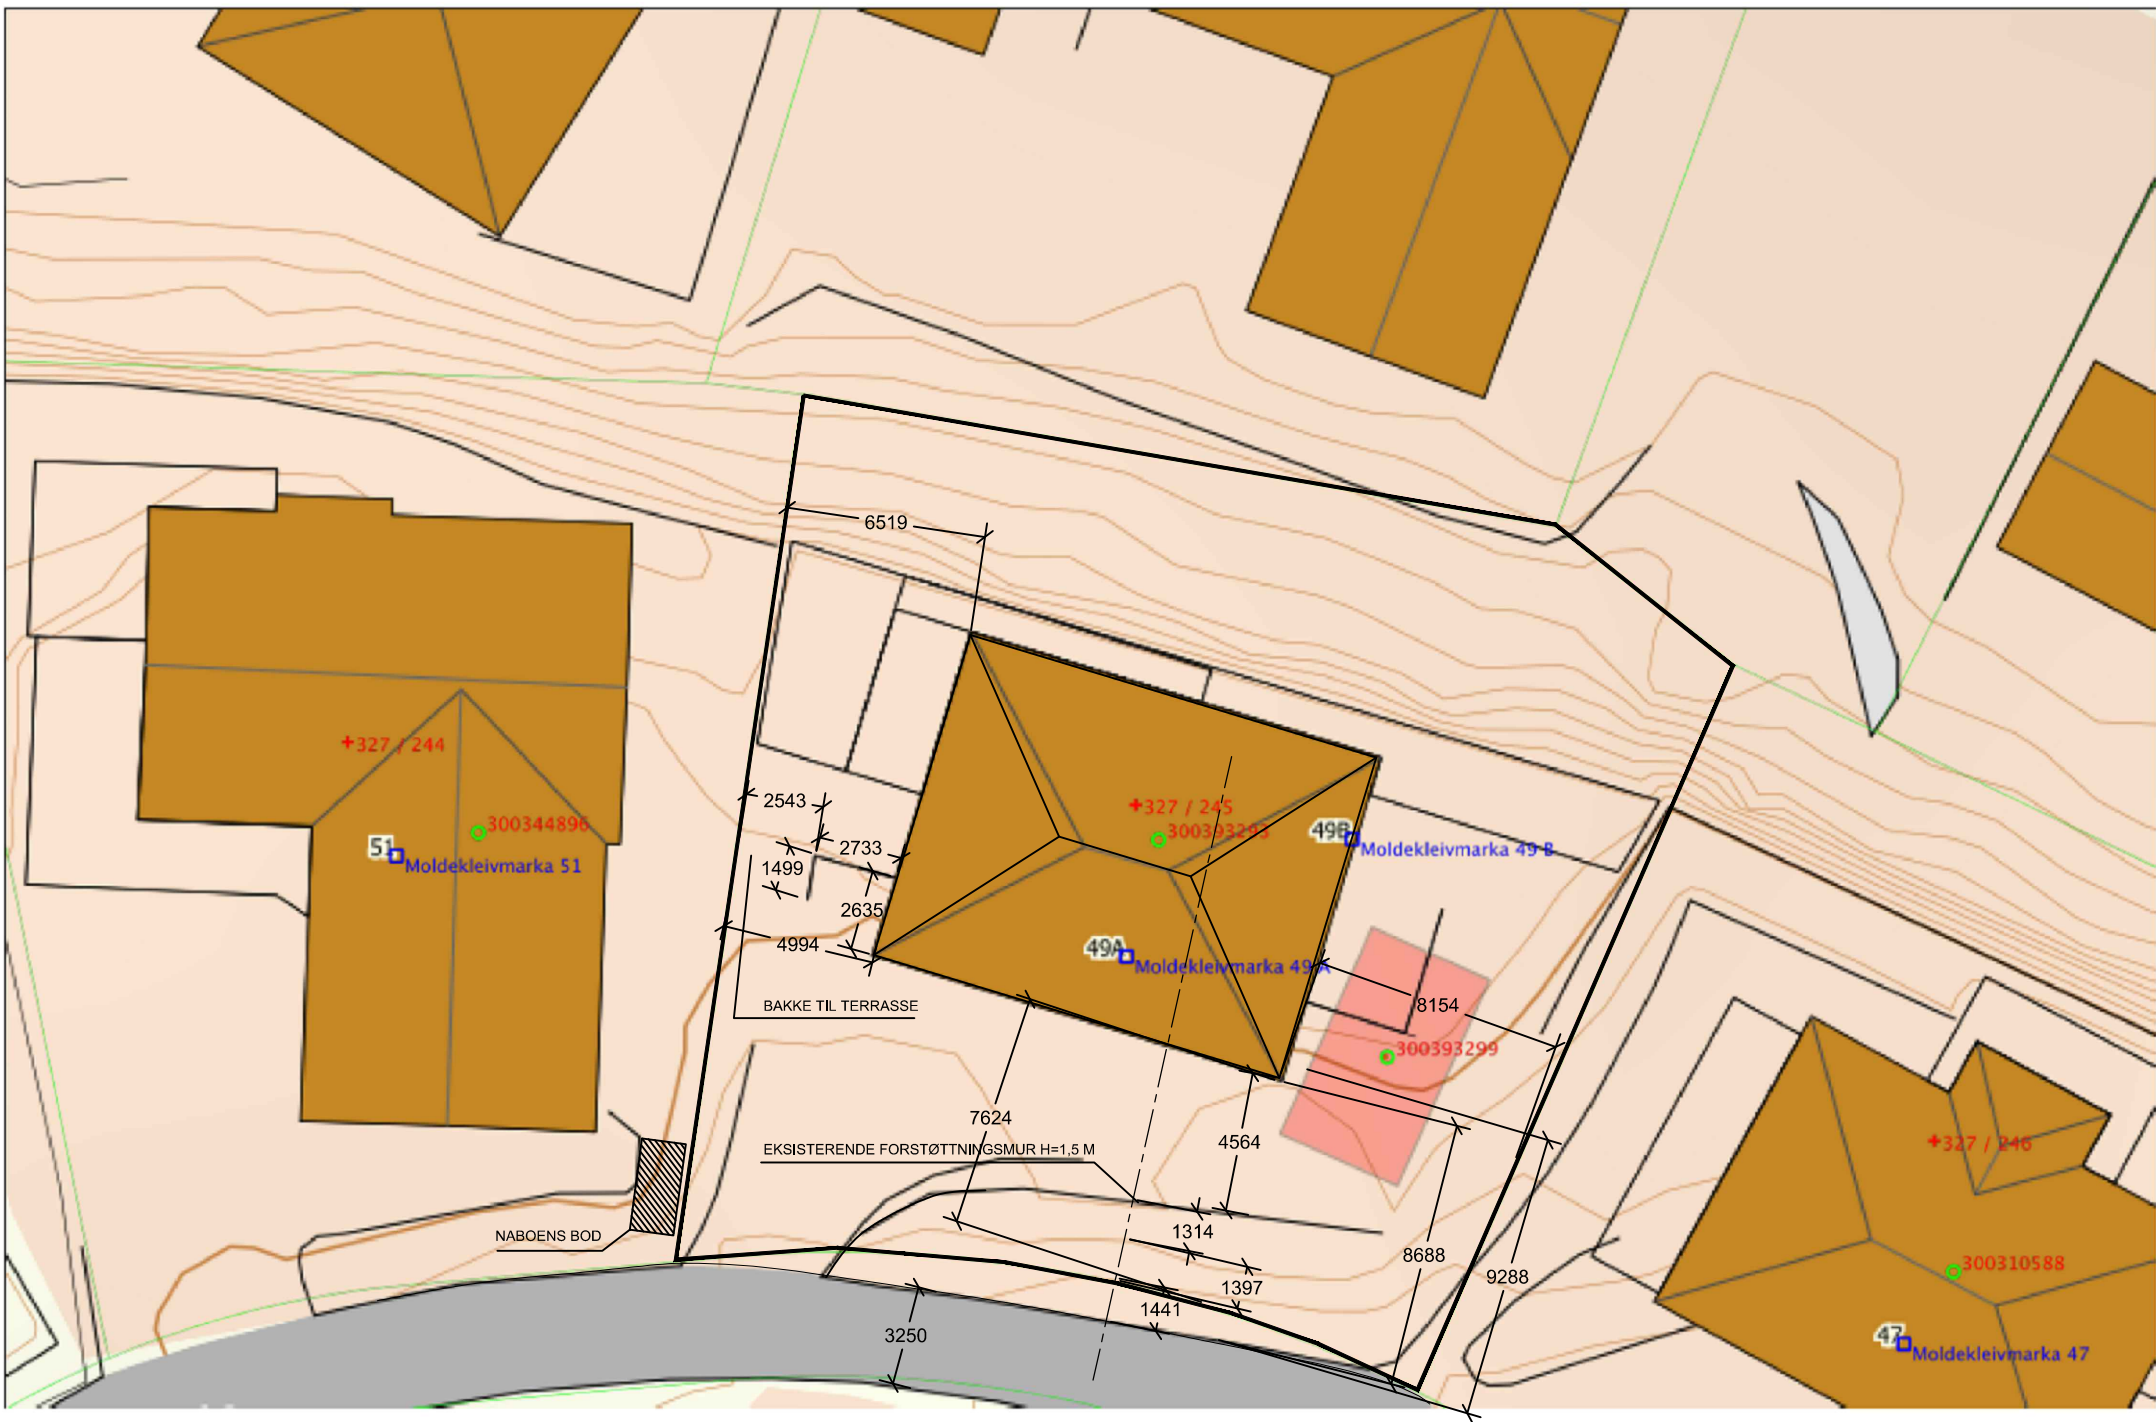 6519
+327 / 244
300344896
51
Moldekleivmarka 51
2543
+327 / 245
300393293
49B
Moldekleivmarka 49 B
2733
1499
2635
4994
49A
Moldekleivmarka 49 A
BAKKE TIL TERRASSE
8154
300393299
7624
4564
EKSISTERENDE FORSTØTTNINGSMUR H=1,5 M
+327 / 246
NABOENS BOD
1314
8688
9288
300310588
1397
1441
3250
47
Moldekleivmarka 47